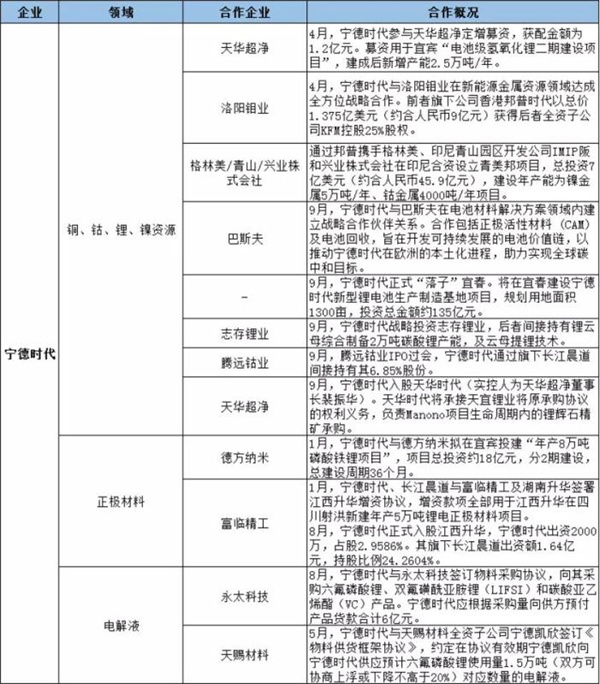 企业 领域 合作企业 合作概况
宁德时代
铜、钴、锂、镍资源
天华超净
4月，宁德时代参与天华超净定增募资，获配金额为
1.2亿元。募资用于宜宾“电池级氢氧化锂二期建设项
目”，建成后新增产能2.5万吨/年。
洛阳钼业
4月，宁德时代与洛阳钼业在新能源金属资源领域达成
全方位战略合作。前者旗下公司香港邦普时代以总价
1.375亿美元（约合人民币9亿元）获得后者全资子公
司KFM控股25%股权。
格林美/青山/兴业株
式会社
通过邦普携手格林美、印尼青山园区开发公司IMIP阪
和兴业株式会社在印尼合资设立青美邦项目，总投资7
亿美元（约合人民币45.9亿元），建设年产能为镍金
属5万吨/年、钴金属4000吨/年项目。
巴斯夫
9月，宁德时代与巴斯夫在电池材料解决方案领域内建
立战略合作伙伴关系。合作包括正极活性材料（CAM）
及电池回收，旨在开发可持续发展的电池价值链，以
推动宁德时代在欧洲的本土化进程，助力实现全球碳
中和目标。
-
9月，宁德时代正式“落子”宜春。将在宜春建设宁德
时代新型锂电池生产制造基地项目，规划用地面积
1300亩，投资总金额约135亿元。
志存锂业
9月，宁德时代战略投资志存锂业，后者间接持有锂云
母综合制备2万吨碳酸锂产能，及云母提锂技术。
腾远钴业
9月，腾远钴业IPO过会，宁德时代通过旗下长江晨道
间接持有其6.85%股份。
天华超净
9月，宁德时代入股天华时代（实控人为天华超净董事
长裴振华）。天华时代将承接天宜锂业将原承购协议
的权利义务，负责Manono项目生命周期内的锂辉石精
矿承购。
正极材料
德方纳米
1月，宁德时代与德方纳米拟在宜宾投建“年产8万吨
磷酸铁锂项目”，项目总投资约18亿元，分2期建设，
总建设周期36个月。
富临精工
1月，宁德时代、长江晨道与富临精工及湖南升华签署
江西升华增资协议，增资款项全部用于江西升华在四
川射洪新建年产5万吨锂电正极材料项目。
8月，宁德时代正式入股江西升华，宁德时代出资2000
万，占股2.9586%。其旗下长江晨道出资额1.64亿
元，持股比例24.2604%。
电解液
永太科技
8月，宁德时代与永太科技签订物料采购协议，向其采
购六氟磷酸锂、双氟磺酰亚胺锂（LIFSI）和碳酸亚乙
烯酯（VC）产品。宁德时代应根据采购量向供方预付
产品货款合计6亿元。
天赐材料
5月，宁德时代与天赐材料全资子公司宁德凯欣签订《
物料供货框架协议》，约定在协议有效期宁德凯欣向
宁德时代供应预计六氟磷酸锂使用量1.5万吨（双方可
协商上浮或下降不高于20%）对应数量的电解液。